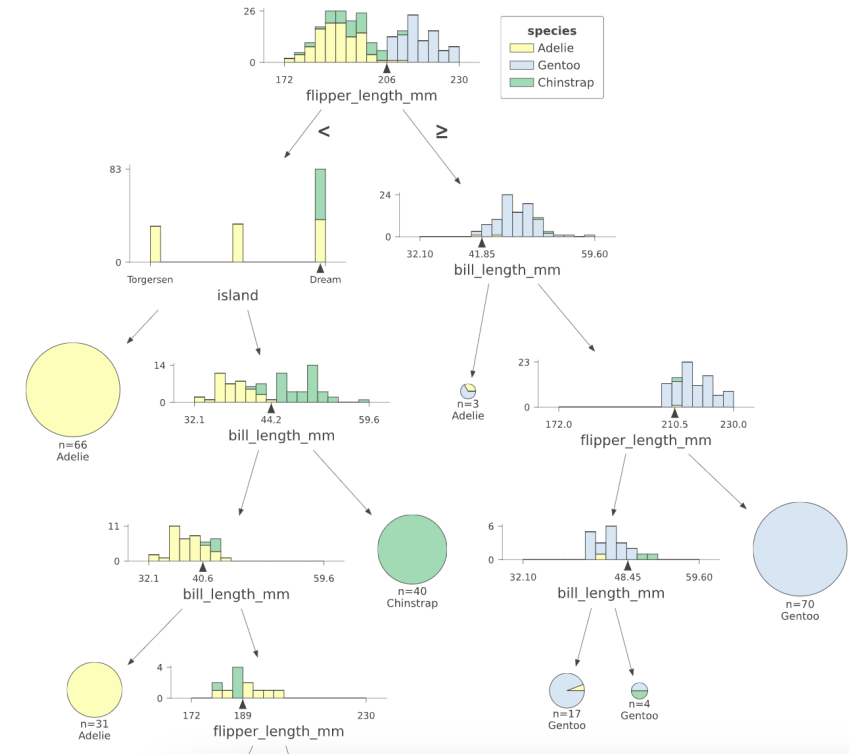 26
0
172
206
230
flipper_length_mm
species
Adelie
Gentoo
Chinstrap
<
≥
83
0
Torgersen
Dream
island
24
0
32.10
41.85
59.60
bill_length_mm
n=66
Adelie
14
0
32.1
44.2
59.6
bill_length_mm
n=3
Adelie
23
0
172.0
210.5
230.0
flipper_length_mm
11
0
32.1
40.6
59.6
bill_length_mm
n=40
Chinstrap
6
0
32.10
48.45
59.60
bill_length_mm
n=70
Gentoo
n=31
Adelie
4
0
172
189
230
flipper_length_mm
n=17
Gentoo
n=4
Gentoo